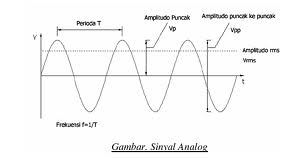 Perioda T
Amplitudo Puncak
Vp
Amplitudo puncak ke puncak
Vpp
V
Amplitudo rms
Vrms
t
Frekuensi f=1/T
Gambar. Sinyal Analog